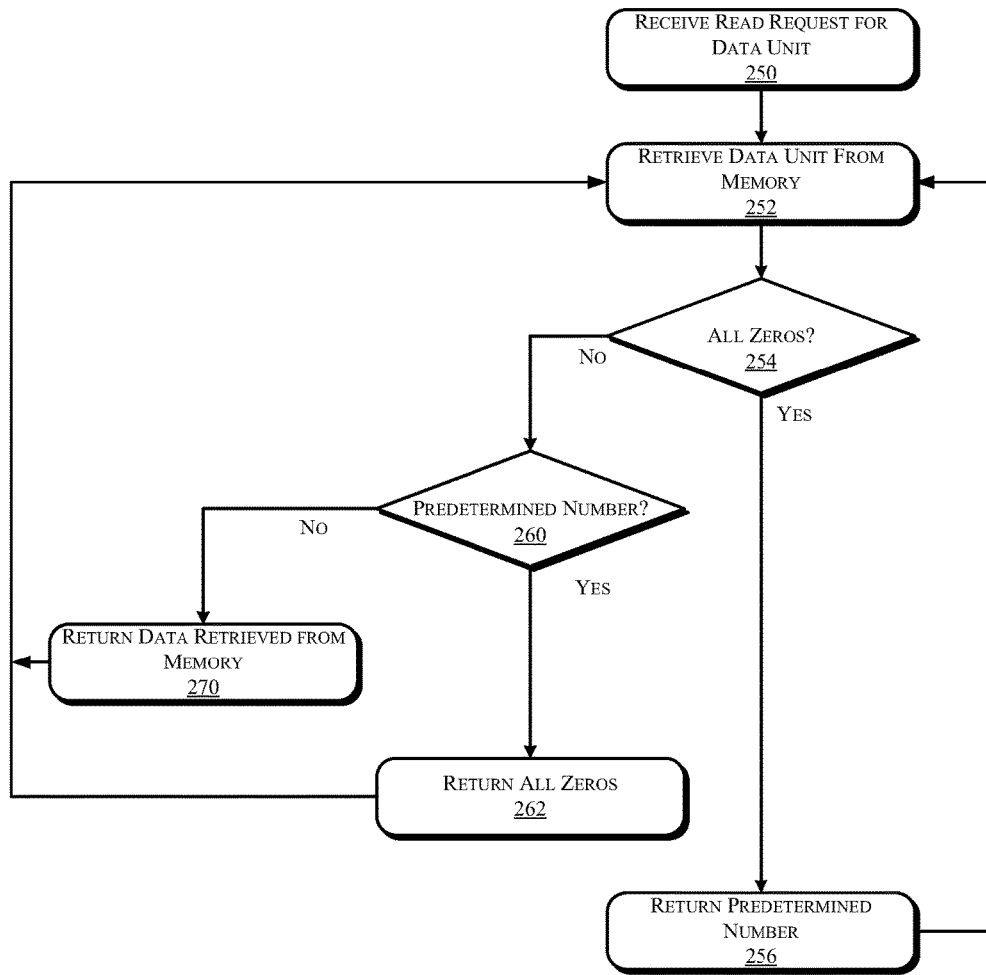 RECEIVE READ REQUEST FOR
DATA UNIT
250
RETRIEVE DATA UNIT FROM
MEMORY
252
ALL ZEROS?
254
NO
YES
PREDETERMINED NUMBER?
260
NO
YES
RETURN DATA RETRIEVED FROM
MEMORY
270
RETURN ALL ZEROS
262
RETURN PREDETERMINED
NUMBER
256